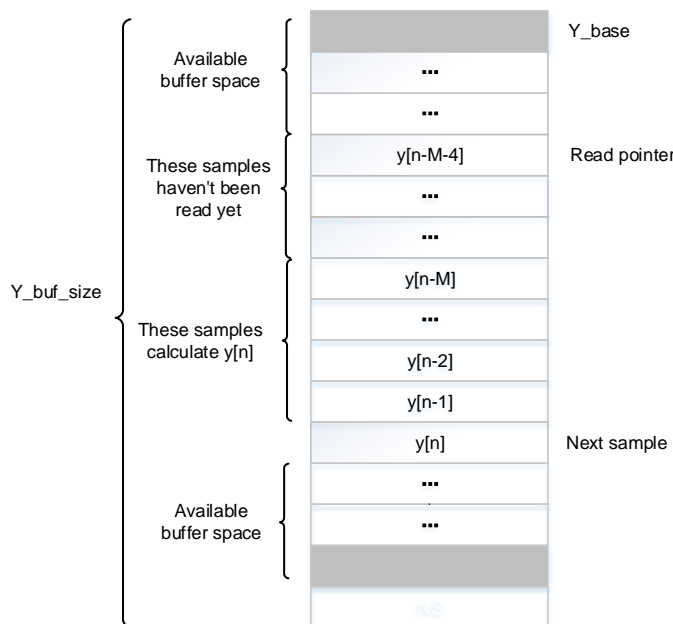 Y_base
Available
buffer space
...
...
These samples
haven't been
read yet
y[n-M-4]
Read pointer
...
...
Y_buf_size
These samples
calculate y[n]
y[n-M]
...
y[n-2]
y[n-1]
y[n]
Next sample
Available
buffer space
...
...
NS